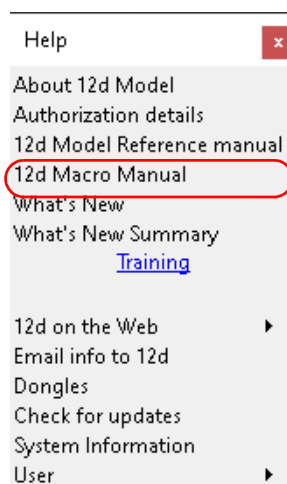 Help
x
About 12d Model
Authorization details
12d Model Reference manual
12d Macro Manual
What's New
What's New Summary
Training
12d on the Web
Email info to 12d
Dongles
Check for updates
System Information
User